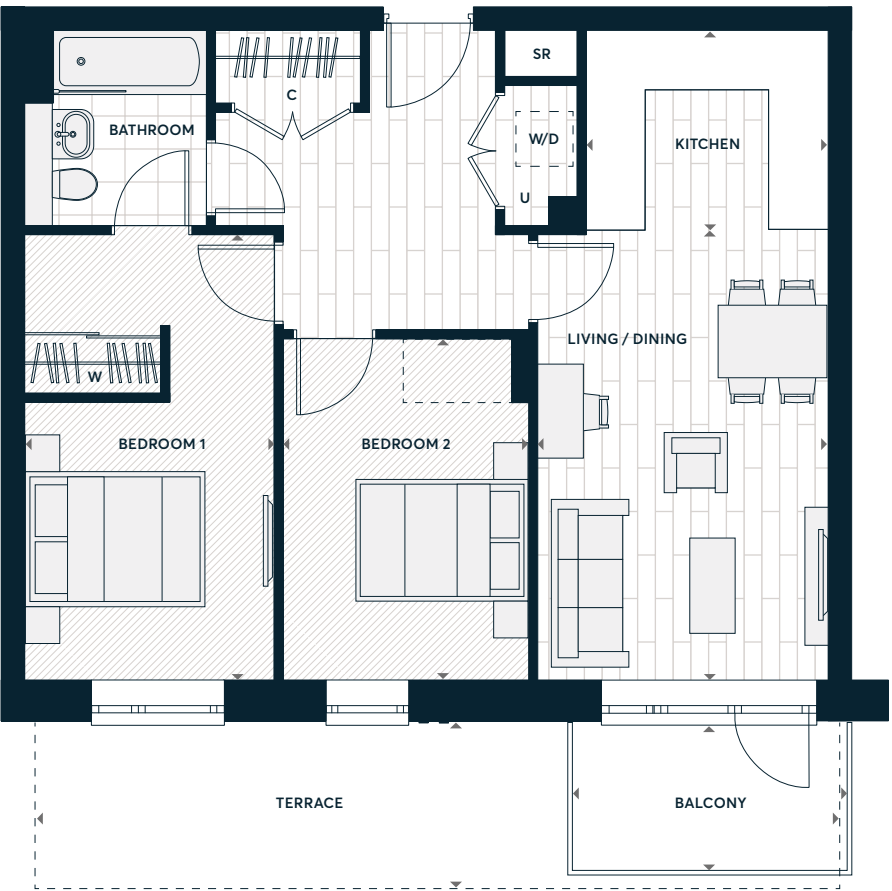 SR
C
BATHROOM
W/D
KITCHEN
U
LIVING / DINING
W
BEDROOM 1
BEDROOM 2
TERRACE
BALCONY